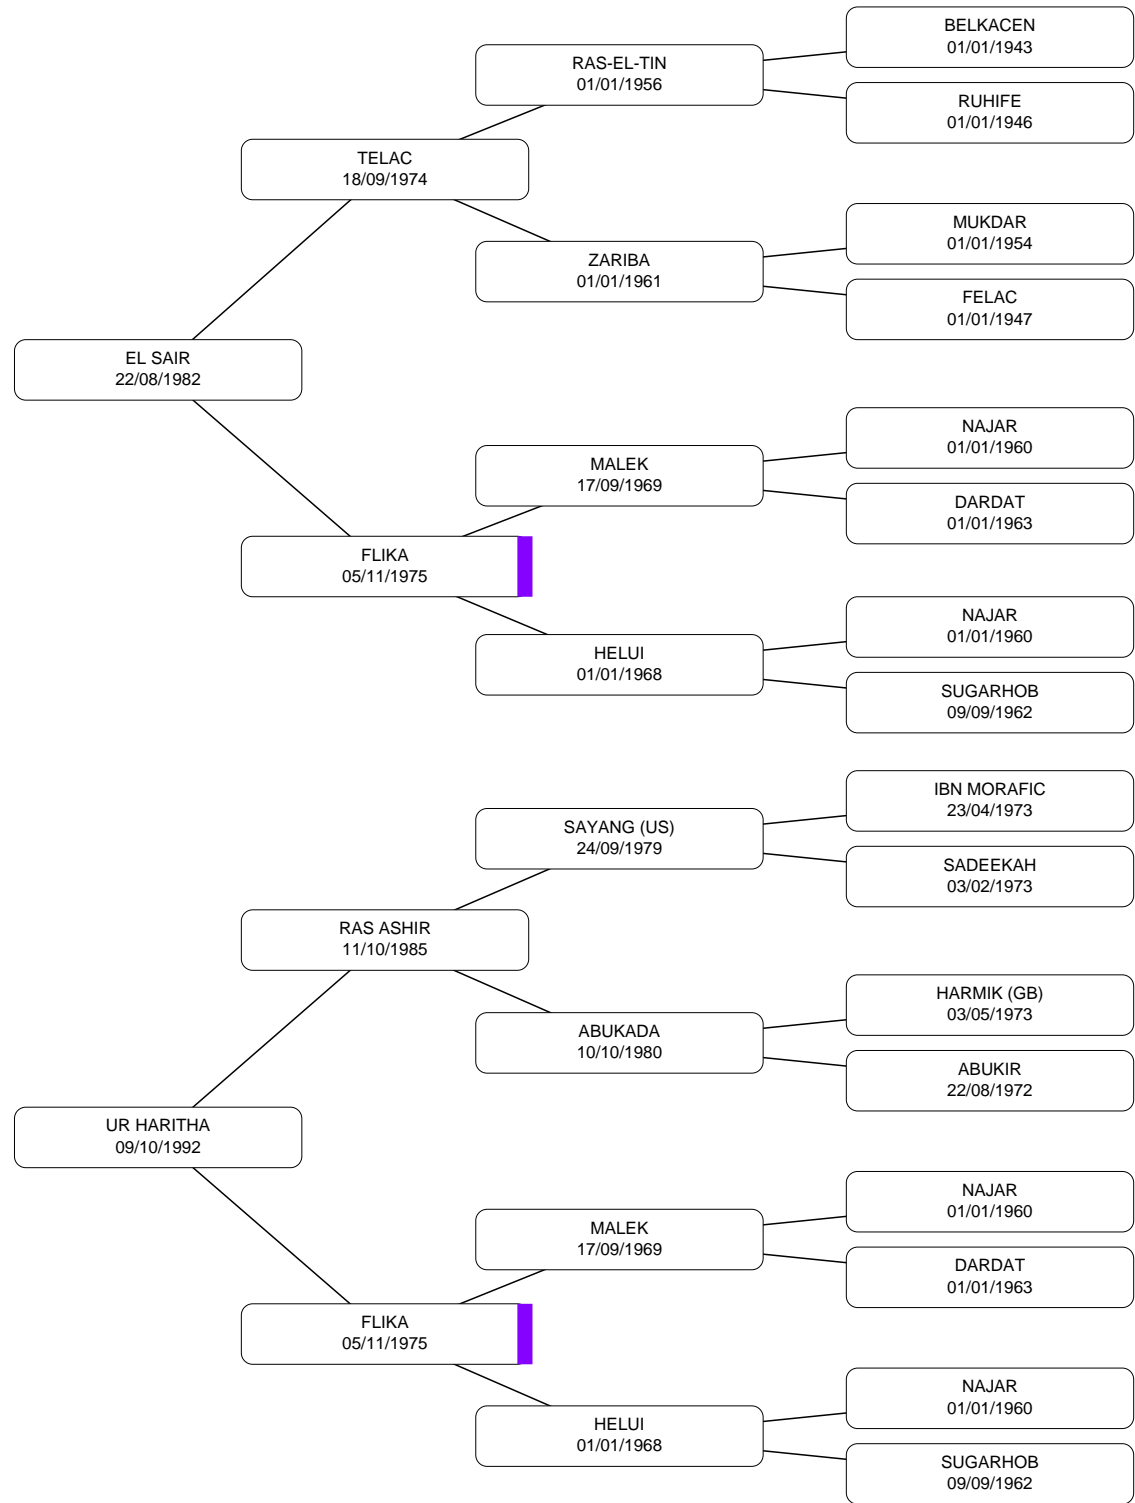 BELKACEN
01/01/1943
RAS-EL-TIN
01/01/1956
RUHIFE
01/01/1946
TELAC
18/09/1974
MUKDAR
01/01/1954
ZARIBA
01/01/1961
FELAC
01/01/1947
EL SAIR
22/08/1982
NAJAR
01/01/1960
MALEK
17/09/1969
DARDAT
01/01/1963
FLIKA
05/11/1975
NAJAR
01/01/1960
HELUI
01/01/1968
SUGARHOB
09/09/1962
IBN MORAFIC
23/04/1973
SAYANG (US)
24/09/1979
SADEEKAH
03/02/1973
RAS ASHIR
11/10/1985
HARMIK (GB)
03/05/1973
ABUKADA
10/10/1980
ABUKIR
22/08/1972
UR HARITHA
09/10/1992
NAJAR
01/01/1960
MALEK
17/09/1969
DARDAT
01/01/1963
FLIKA
05/11/1975
NAJAR
01/01/1960
HELUI
01/01/1968
SUGARHOB
09/09/1962